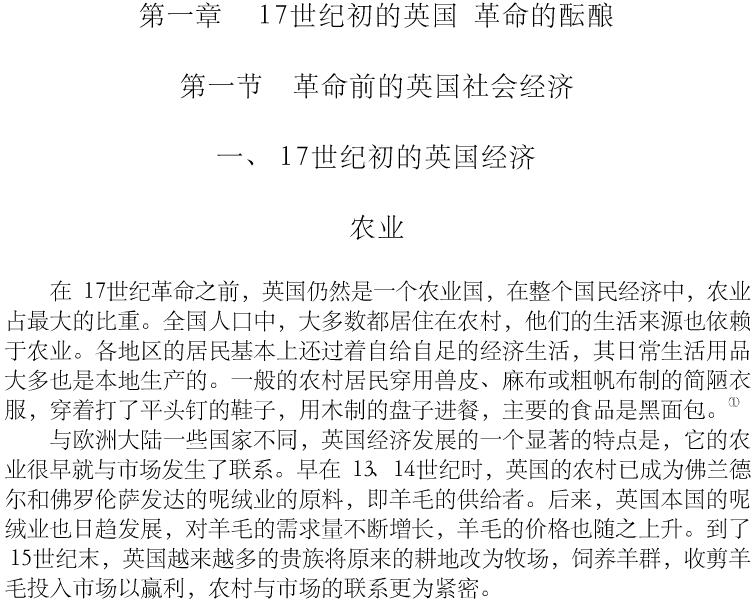 第一章 17世纪初的英国 革命的酝酿
第一节 革命前的英国社会经济
一、17世纪初的英国经济
农业
在 17世纪革命之前，英国仍然是一个农业国，在整个国民经济中，农业
占最大的比重。全国人口中，大多数都居住在农村，他们的生活来源也依赖
于农业。各地区的居民基本上还过着自给自足的经济生活，其日常生活用品
大多也是本地生产的。一般的农村居民穿用兽皮、麻布或粗帆布制的简陋衣
服，穿着打了平头钉的鞋子，用木制的盘子进餐，主要的食品是黑面包。①
与欧洲大陆一些国家不同，英国经济发展的一个显著的特点是，它的农
业很早就与市场发生了联系。早在 13、14世纪时，英国的农村已成为佛兰德
尔和佛罗伦萨发达的呢绒业的原料，即羊毛的供给者。后来，英国本国的呢
绒业也日趋发展，对羊毛的需求量不断增长，羊毛的价格也随之上升。到了
15世纪末，英国越来越多的贵族将原来的耕地改为牧场，饲养羊群，收剪羊
毛投入市场以赢利，农村与市场的联系更为紧密。